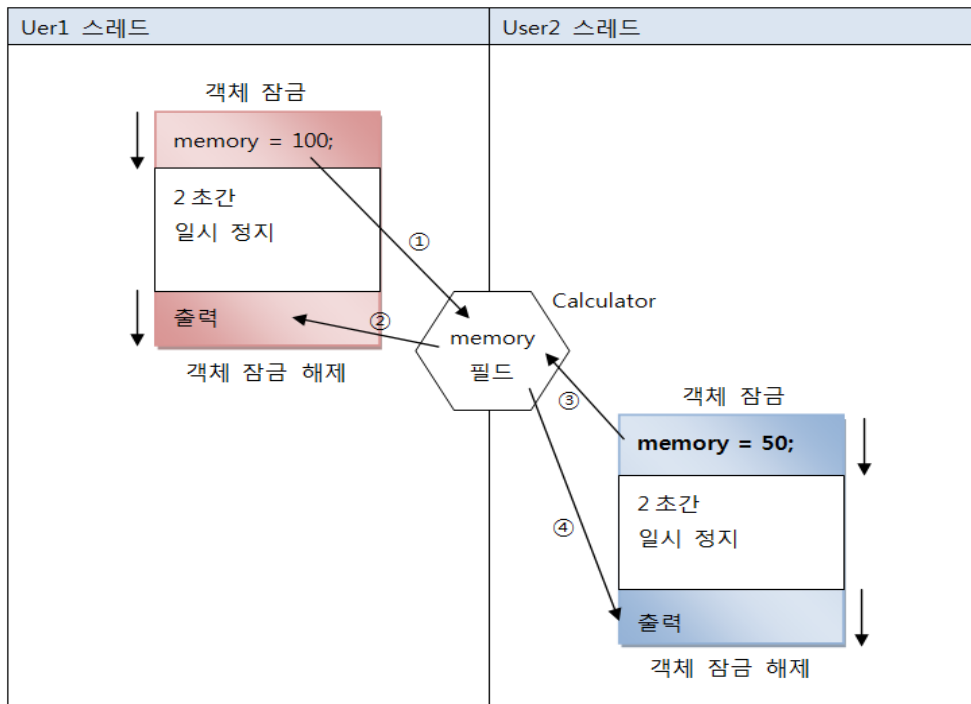 Uer1 스레드
User2 스레드
객체 잠금
memory = 100;
2초간
일시 정지
①
출력
②
객체 잠금 해제
Calculator
memory
필드
③
객체 잠금
memory = 50;
2초간
일시 정지
④
출력
객체 잠금 해제